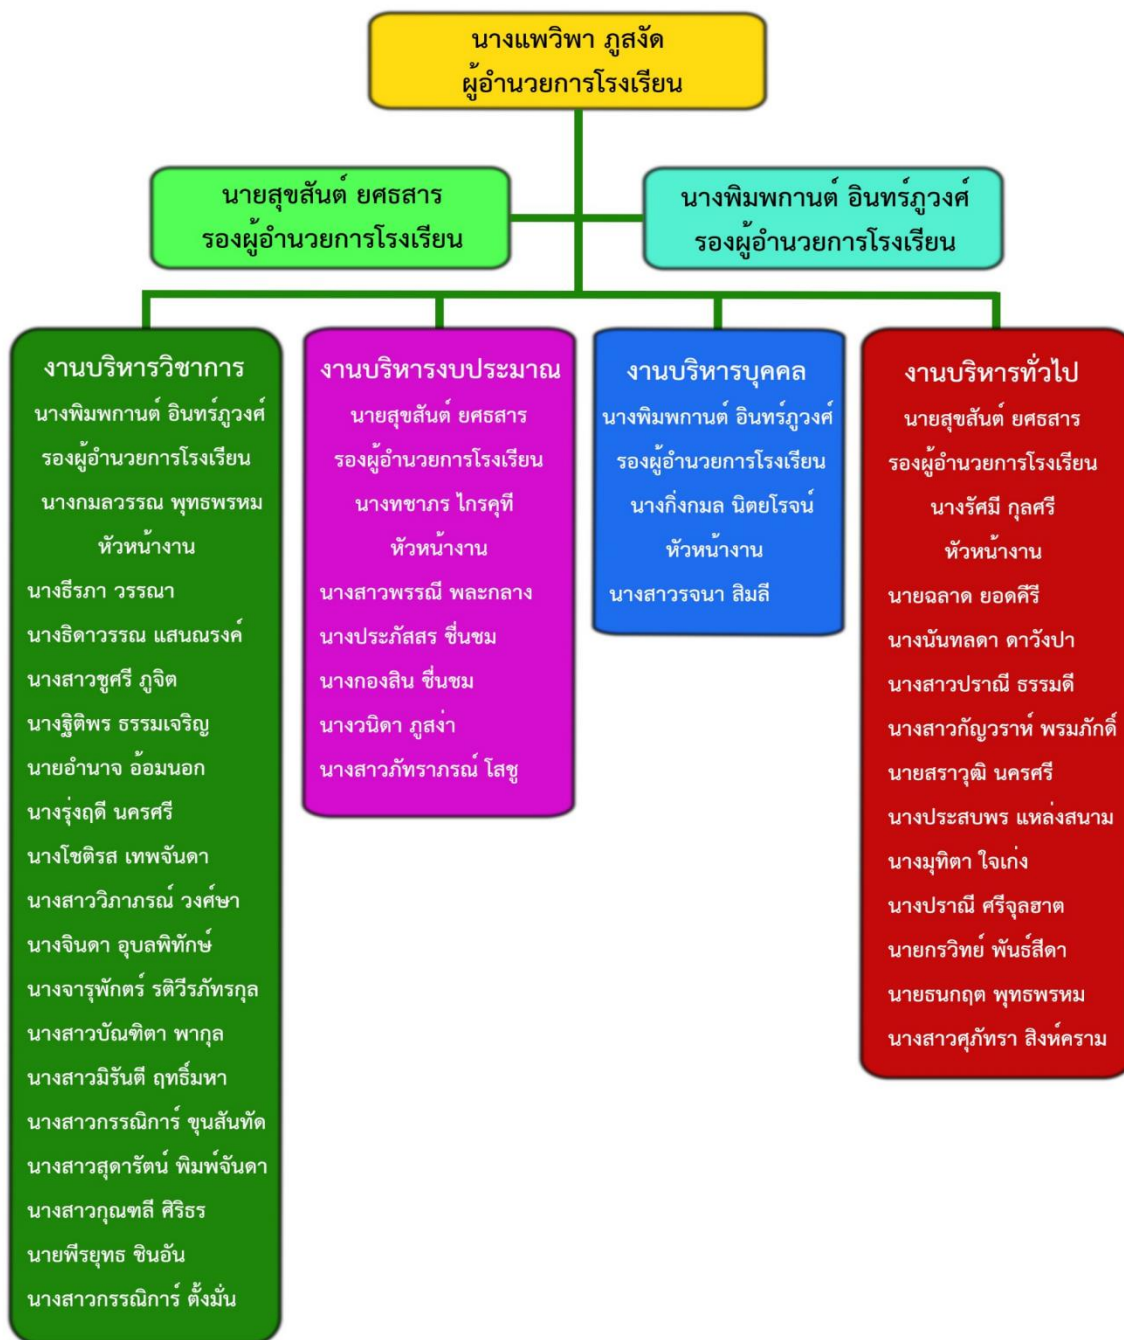 นางแพวิพา ภูสงัด
ผู้อำนวยการโรงเรียน
นายสุขสันต์ ยศธสาร
รองผู้อำนวยการโรงเรียน
นางพิมพกานต์ อินทร์ภูวงศ์
รองผู้อำนวยการโรงเรียน
งานบริหารวิชาการ
นางพิมพกานต์ อินทร์ภูวงศ์
รองผู้อำนวยการโรงเรียน
นางกมลวรรณ พุทธพรหม
หัวหน้างาน
นางธีรภา วรรณา
นางธิดาวรรณ แสนณรงค์
นางสาวชูศรี ภูจิต
นางฐิติพร ธรรมเจริญ
นายอำนาจ อ้อมนอก
นางรุ่งฤดี นครศรี
นางโชติรส เทพจันดา
นางสาววิภาภรณ์ วงศ์ษา
นางจินดา อุบลพิทักษ์
นางจารุพักตร์ รติวีรภัทรกุล
นางสาวบัณฑิตา พากุล
นางสาวมิรันตี ฤทธิ์มหา
นางสาวกรรณิการ์ ขุนสันทัด
นางสาวสุดารัตน์ พิมพ์จันดา
นางสาวกุณฑลี ศิริธร
นายพีรยุทธ ชินอัน
นางสาวกรรณิการ์ ตั้งมั่น
งานบริหารงบประมาณ
นายสุขสันต์ ยศธสาร
รองผู้อำนวยการโรงเรียน
นางทชาภร ไกรคุที
หัวหน้างาน
นางสาวพรรณี พละกลาง
นางประภัสสร ชื่นชม
นางกองสิน ชื่นชม
นางวนิดา ภูสง่า
นางสาวภัทราภรณ์ โสชู
งานบริหารบุคคล
นางพิมพกานต์ อินทร์ภูวงศ์
รองผู้อำนวยการโรงเรียน
นางกิ่งกมล นิตยโรจน์
หัวหน้างาน
นางสาวรจนา สิมลี
งานบริหารทั่วไป
นายสุขสันต์ ยศธสาร
รองผู้อำนวยการโรงเรียน
นางรัศมี กุลศรี
หัวหน้างาน
นายฉลาด ยอดคีรี
นางนันทลดา ดาวังปา
นางสาวปราณี ธรรมดี
นางสาวกัญวราห์ พรมภักดิ์
นายสราวุฒิ นครศรี
นางประสบพร แหล่งสนาม
นางมุทิตา ใจเก่ง
นางปราณี ศรีจุลฮาต
นายกรวิทย์ พันธ์สีดา
นายธนกฤต พุทธพรหม
นางสาวศุภัทรา สิงห์คราม